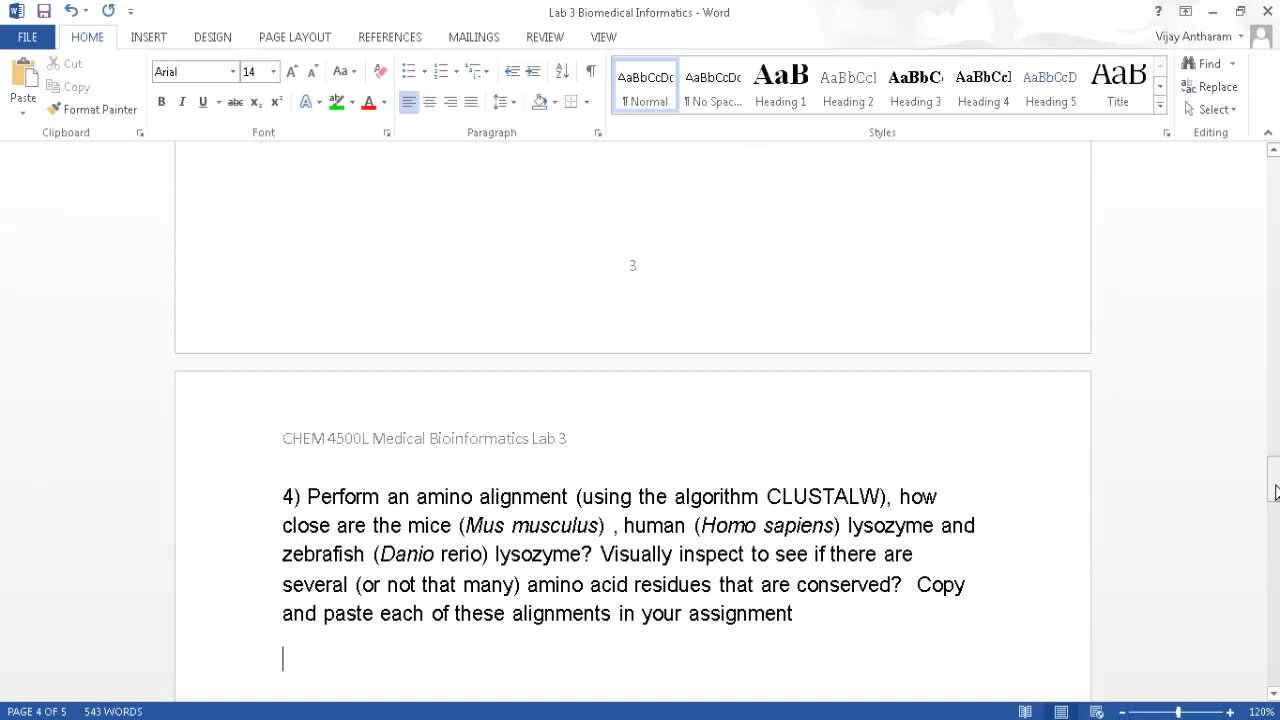 Lab 3 Biomedical Informatics - Word
?
FILE
HOME
INSERT
DESIGN
PAGE LAYOUT
REFERENCES
MAILINGS
REVIEW
VIEW
Vijay Antharam
Paste
Cut
Copy
Format Painter
Clipboard
Arial
14
Aa
B I U abc x₂ x² A A
Font
Paragraph
AaBbCcDc
¶ Normal
AaBbCcDc
¶ No Spac...
AaB
Heading 1
AaBbCcD
Heading 2
AaBbC
Heading 3
AaBbCcI
Heading 4
AaBbCcD
Heading 5
AaB
Title
Styles
Find
Replace
Select
Editing
3
CHEM 4500L Medical Bioinformatics Lab 3
4) Perform an amino alignment (using the algorithm CLUSTALW), how
close are the mice (Mus musculus) , human (Homo sapiens) lysozyme and
zebrafish (Danio rerio) lysozyme? Visually inspect to see if there are
several (or not that many) amino acid residues that are conserved? Copy
and paste each of these alignments in your assignment
PAGE 4 OF 5
543 WORDS
120%